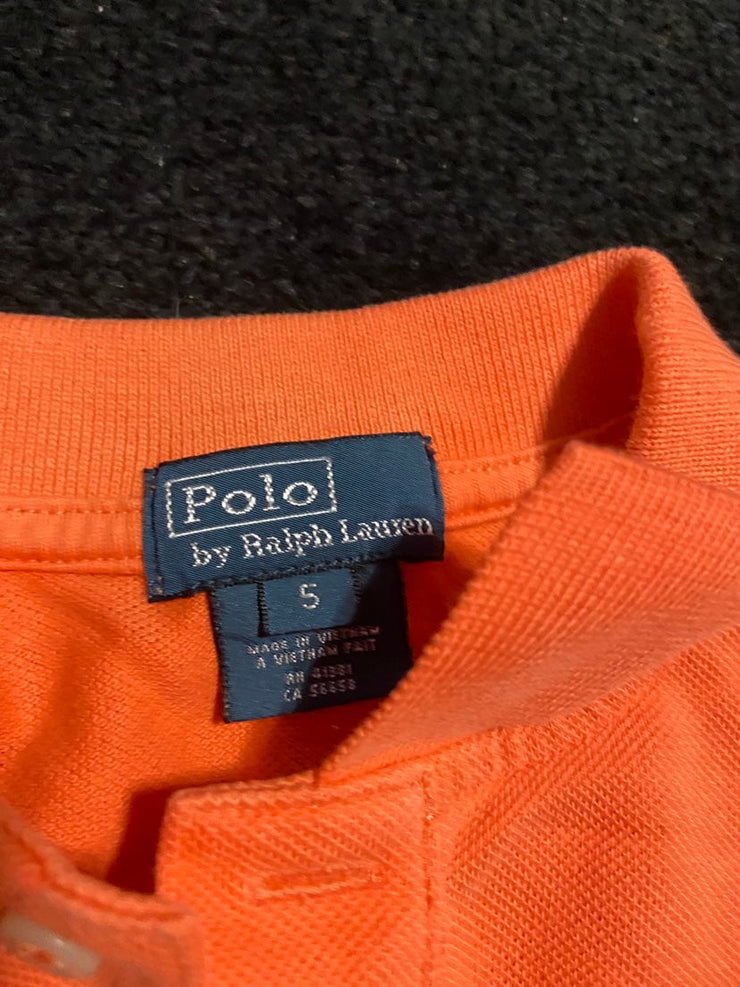 Polo
by Ralph Lauren
5
MADE IN VIETNAM
A VIETNAM FAIT
RN 41381
CA 56658